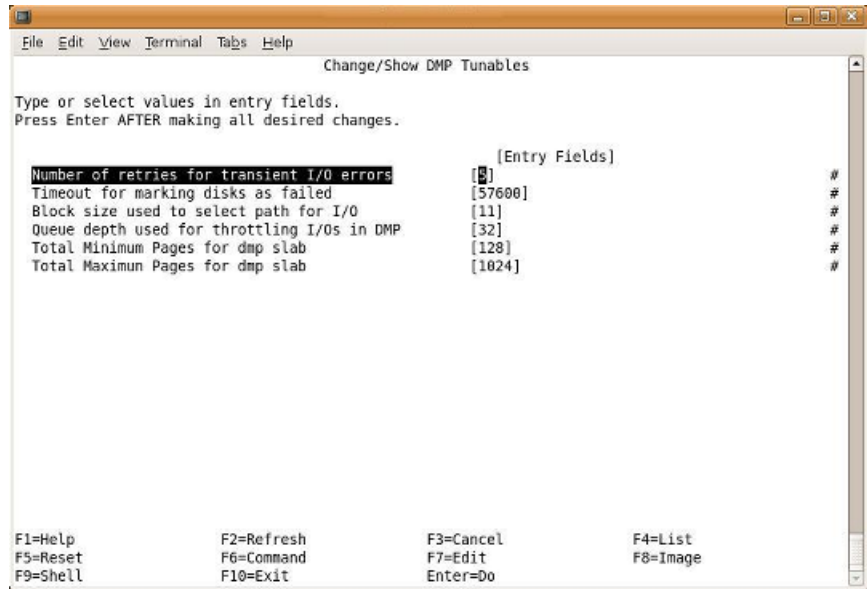 File Edit View Terminal Tabs Help
Change/Show DMP Tunables
Type or select values in entry fields.
Press Enter AFTER making all desired changes.
[Entry Fields]
Number of retries for transient I/O errors [5] #
Timeout for marking disks as failed [57600] #
Block size used to select path for I/O [11] #
Queue depth used for throttling I/Os in DMP [32] #
Total Minimum Pages for dmp slab [128] #
Total Maximun Pages for dmp slab [1024] #
F1=Help F2=Refresh F3=Cancel F4=List
F5=Reset F6=Command F7=Edit F8=Image
F9=Shell F10=Exit Enter=Do